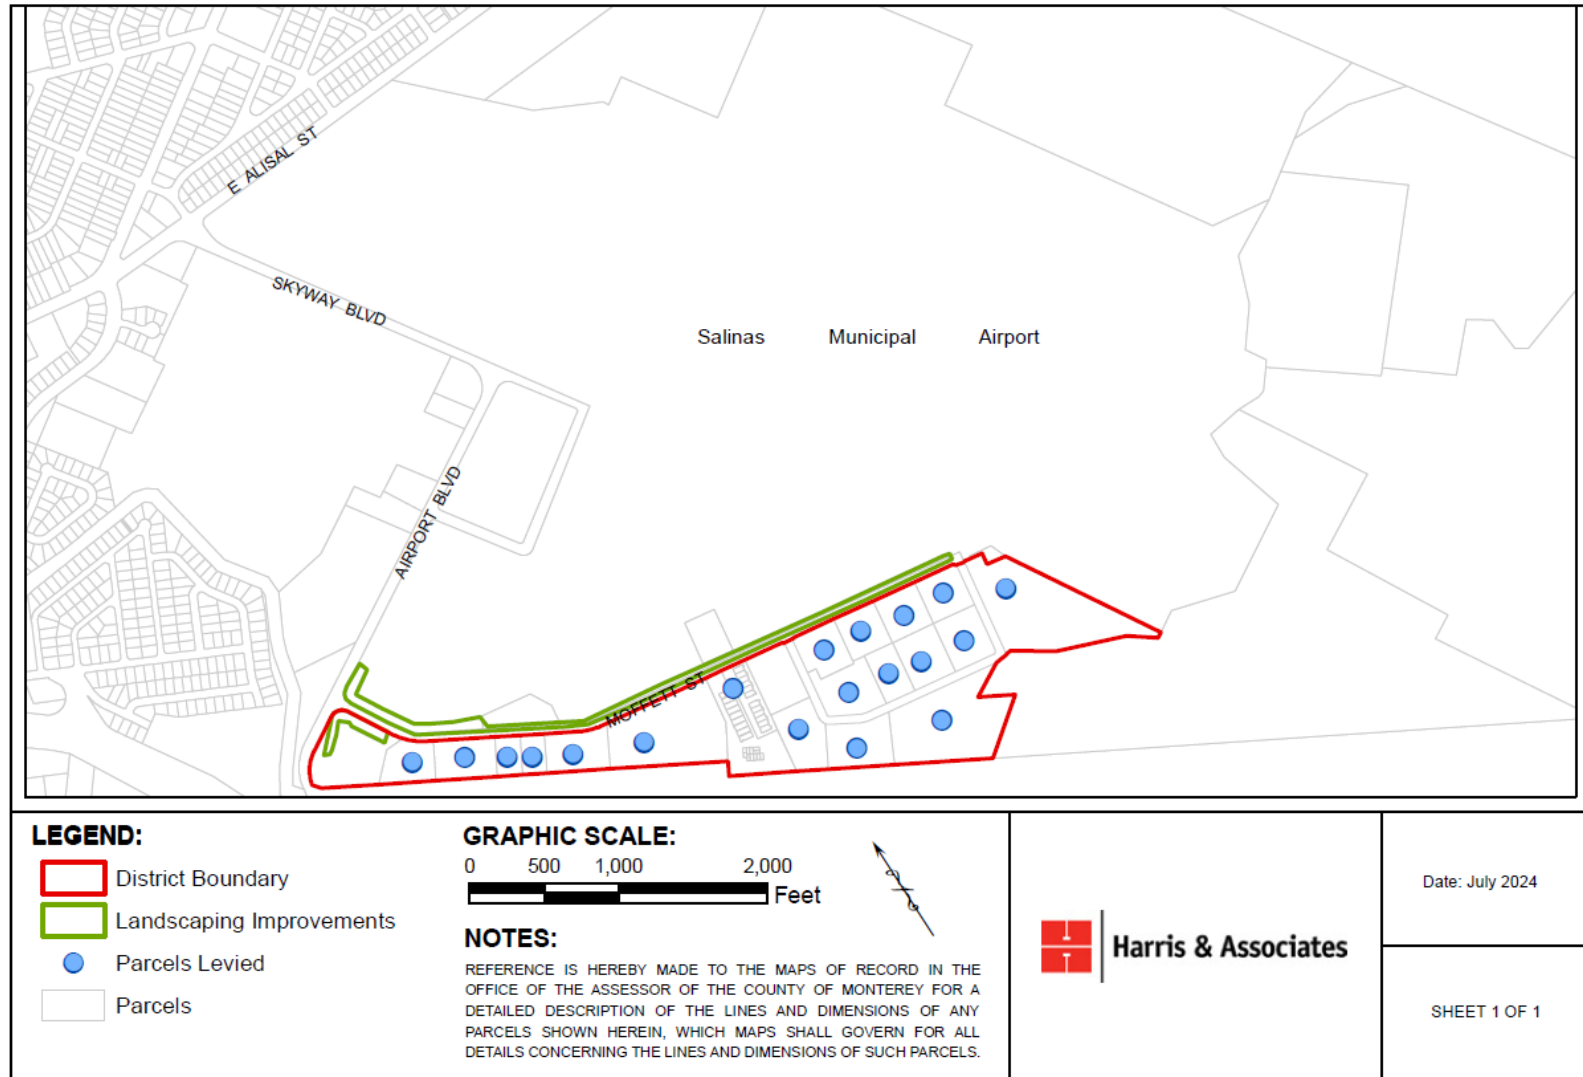 E ALISAL ST
SKYWAY BLVD
Salinas Municipal Airport
AIRPORT BLVD
MOFFETT ST
LEGEND:
District Boundary
Landscaping Improvements
Parcels Levied
Parcels
GRAPHIC SCALE:
0 500 1,000 2,000
Feet
NOTES:
REFERENCE IS HEREBY MADE TO THE MAPS OF RECORD IN THE
OFFICE OF THE ASSESSOR OF THE COUNTY OF MONTEREY FOR A
DETAILED DESCRIPTION OF THE LINES AND DIMENSIONS OF ANY
PARCELS SHOWN HEREIN, WHICH MAPS SHALL GOVERN FOR ALL
DETAILS CONCERNING THE LINES AND DIMENSIONS OF SUCH PARCELS.
Harris & Associates
Date: July 2024
SHEET 1 OF 1